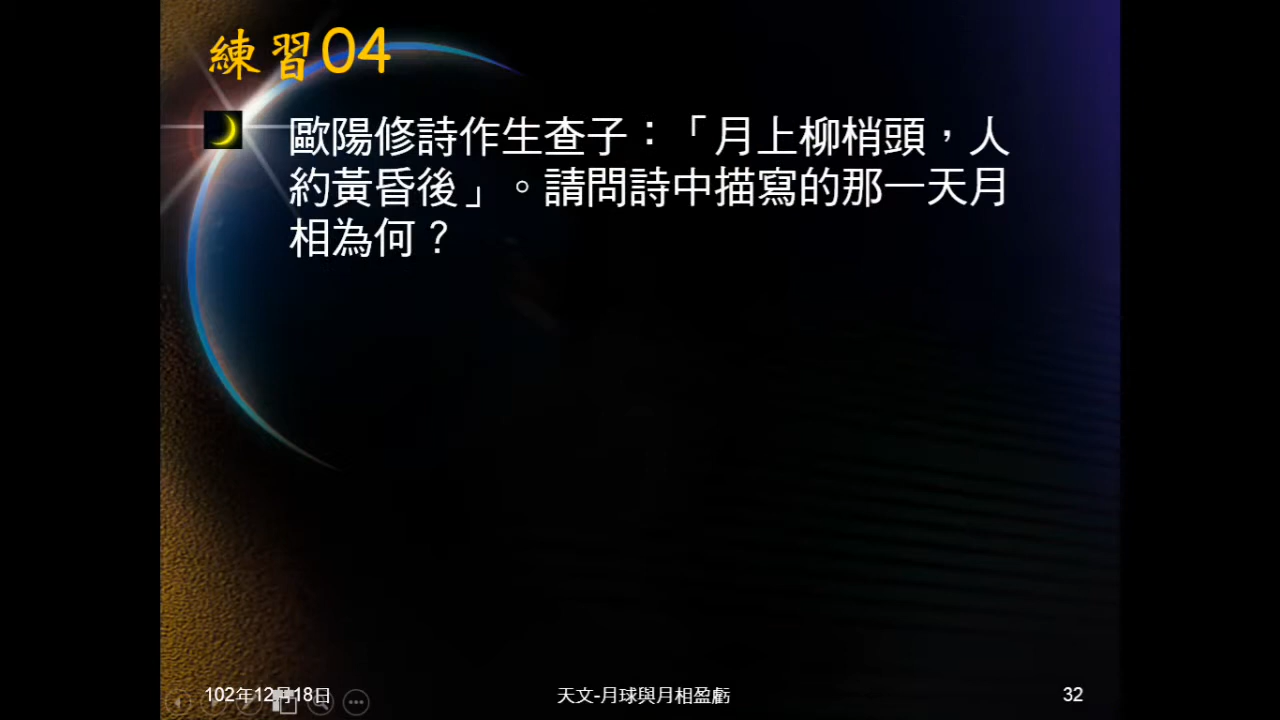 練習04
歐陽修詩作生查子：「月上柳梢頭，人
約黃昏後」。請問詩中描寫的那一天月
相為何？
102年12月18日
天文-月球與月相盈虧
32